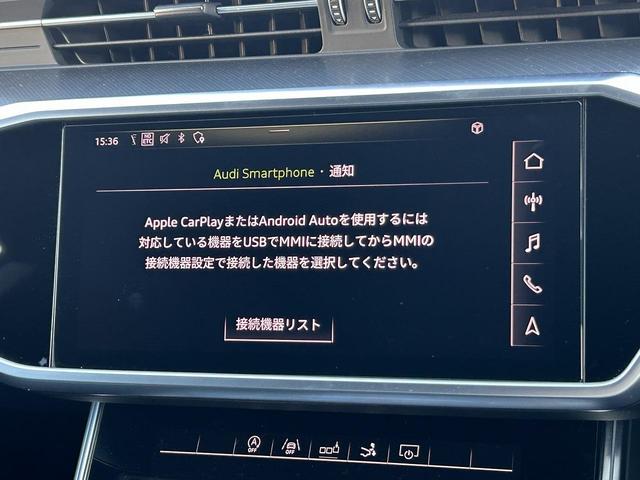 15:36
NO
ETC
Audi Smartphone・通知
Apple CarPlayまたはAndroid Autoを使用するには
対応している機器をUSBでMMIに接続してからMMIの
接続機器設定で接続した機器を選択してください。
接続機器リスト
A
OFF
OFF